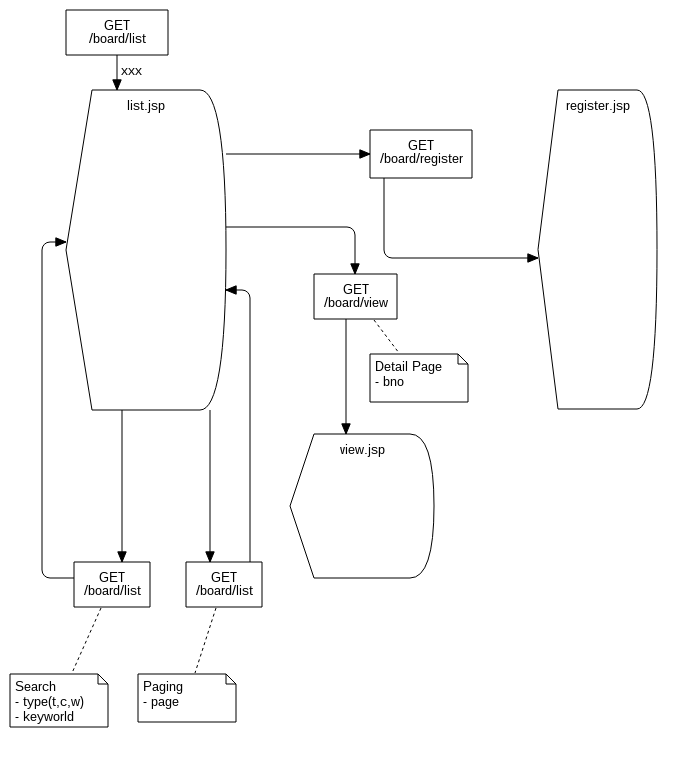 GET
/board/list
xxx
list.jsp
register.jsp
GET
/board/register
GET
/board/view
Detail Page
- bno
view.jsp
GET
/board/list
GET
/board/list
Search
- type(t,c,w)
- keyworld
Paging
- page